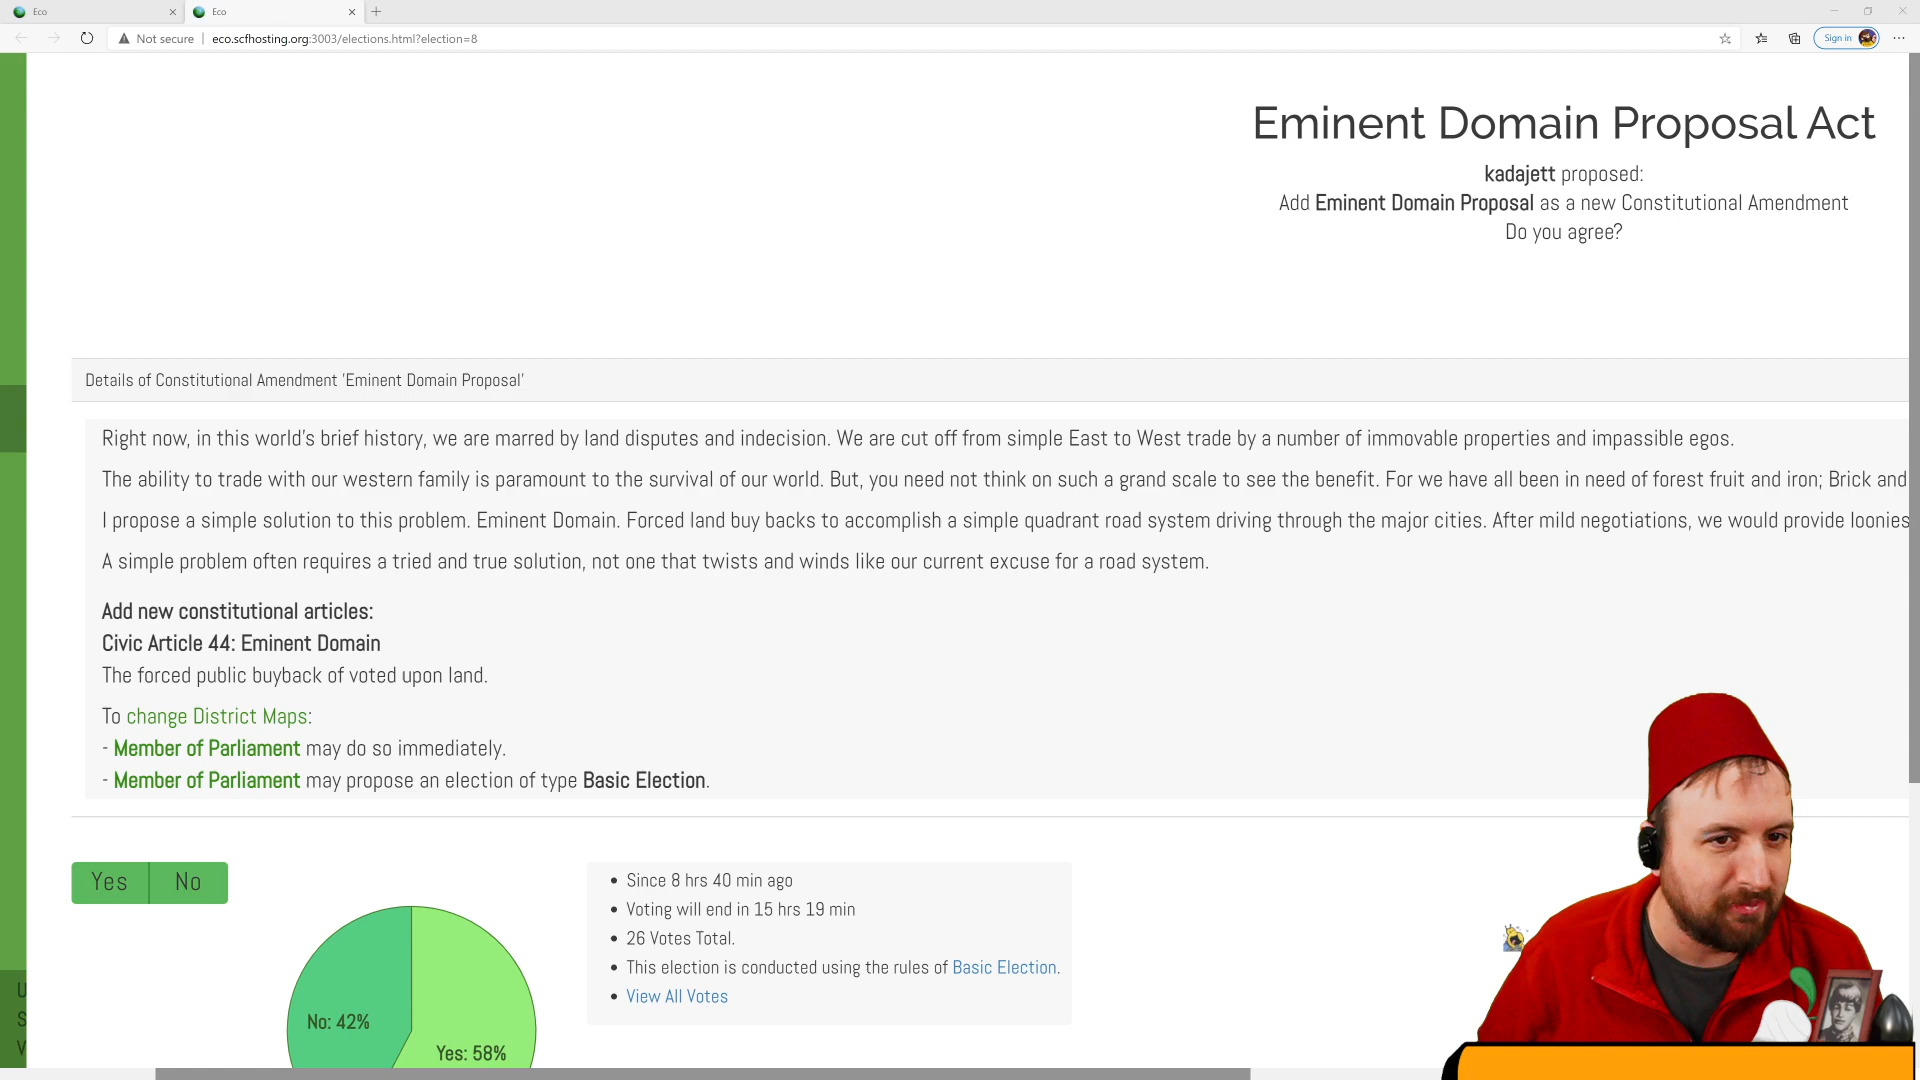 Eco
Eco
Not secure
eco.scfhosting.org:3003/elections.html?election=8
Sign in
Eminent Domain Proposal Act
kadajett proposed:
Add Eminent Domain Proposal as a new Constitutional Amendment
Do you agree?
Details of Constitutional Amendment 'Eminent Domain Proposal'
Right now, in this world's brief history, we are marred by land disputes and indecision. We are cut off from simple East to West trade by a number of immovable properties and impassible egos.
The ability to trade with our western family is paramount to the survival of our world. But, you need not think on such a grand scale to see the benefit. For we have all been in need of forest fruit and iron; Brick and
I propose a simple solution to this problem. Eminent Domain. Forced land buy backs to accomplish a simple quadrant road system driving through the major cities. After mild negotiations, we would provide loonies
A simple problem often requires a tried and true solution, not one that twists and winds like our current excuse for a road system.
Add new constitutional articles:
Civic Article 44: Eminent Domain
The forced public buyback of voted upon land.
To change District Maps:
- Member of Parliament may do so immediately.
- Member of Parliament may propose an election of type Basic Election.
Yes
No
Since 8 hrs 40 min ago
Voting will end in 15 hrs 19 min
26 Votes Total.
This election is conducted using the rules of Basic Election.
View All Votes
No: 42%
Yes: 58%
U
S
V